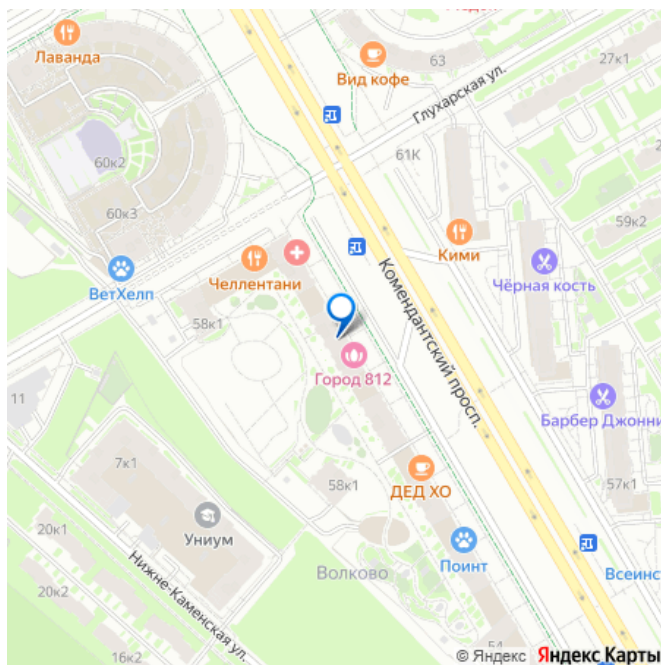 Лаванда
Вид кофе
63
27к1
Глухарская ул.
60к2
61К
60к3
59к2
Кими
ВетХелп
Челлентани
Чёрная кость
58к1
Комендантский просп.
Город 812
11
Барбер Джонни
7к1
ДЕД ХО
58к1
57к1
20к1
Униум
Нижне-Каменская ул.
Волково
Поинт
Всеинс
20к2
54
16к2
© Яндекс Яндекс Карты